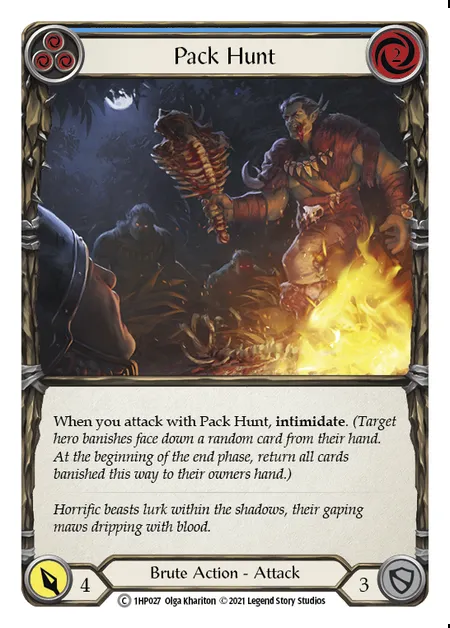 Pack Hunt
2
When you attack with Pack Hunt, intimidate. (Target
hero banishes face down a random card from their hand.
At the beginning of the end phase, return all cards
banished this way to their owners hand.)
Horrific beasts lurk within the shadows, their gaping
maws dripping with blood.
4
Brute Action - Attack
3
C 1HP027 Olga Khariton © 2021 Legend Story Studios